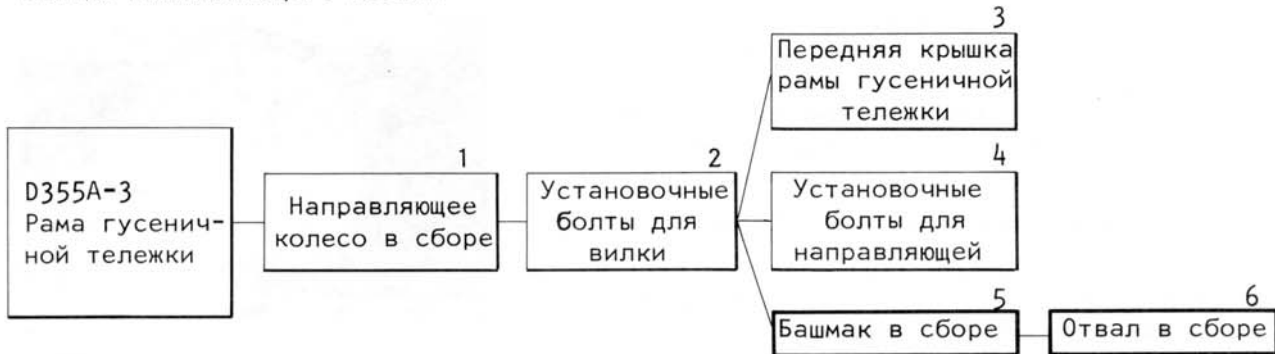 D355A-3
Рама гусенич-
ной тележки
1
Направляющее
колесо в сборе
2
Установочные
болты для
вилки
3
Передняя крышка
рамы гусеничной
тележки
4
Установочные
болты для
направляющей
5
Башмак в сборе
6
Отвал в сборе